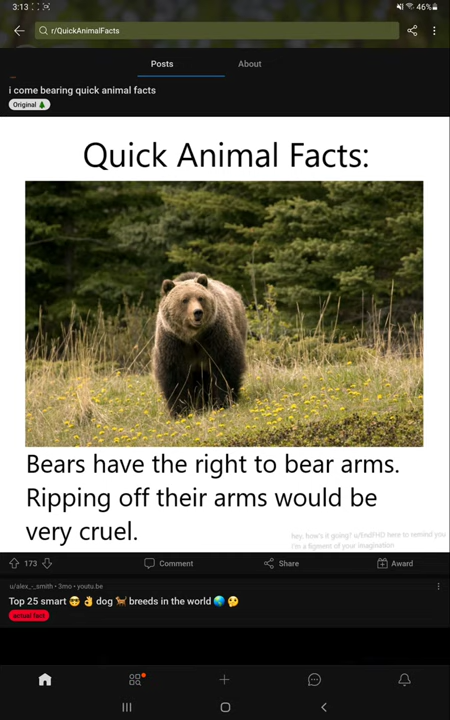 3:13
46%
r/QuickAnimalFacts
Posts
About
i come bearing quick animal facts
Original 🌲
Quick Animal Facts:
Bears have the right to bear arms.
Ripping off their arms would be
very cruel.
hey, how's it going? u/EndFHD here to remind you
i'm a figment of your imagination
173
Comment
Share
Award
u/alex_-_smith • 3mo • youtu.be
Top 25 smart 😎 👌 dog 🐕 breeds in the world 🌎 🤔
actual fact